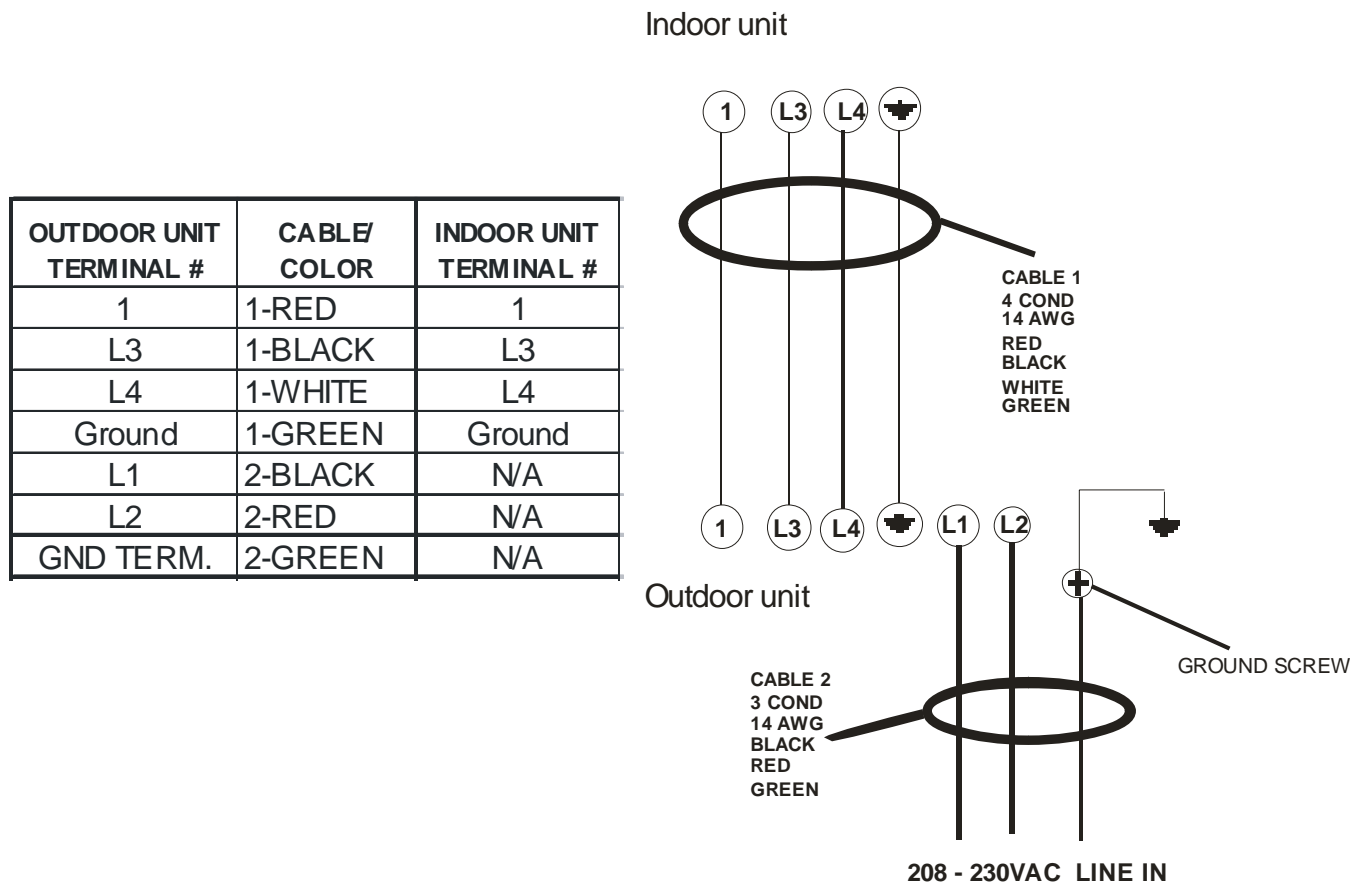 Indoor unit
1 L3 L4
OUTDOOR UNIT TERMINAL # CABLE/ COLOR INDOOR UNIT TERMINAL #
1 1-RED 1
L3 1-BLACK L3
L4 1-WHITE L4
Ground 1-GREEN Ground
L1 2-BLACK N/A
L2 2-RED N/A
GND TERM. 2-GREEN N/A
CABLE 1
4 COND
14 AWG
RED
BLACK
WHITE
GREEN
1 L3 L4 L1 L2
Outdoor unit
GROUND SCREW
CABLE 2
3 COND
14 AWG
BLACK
RED
GREEN
208 - 230VAC LINE IN